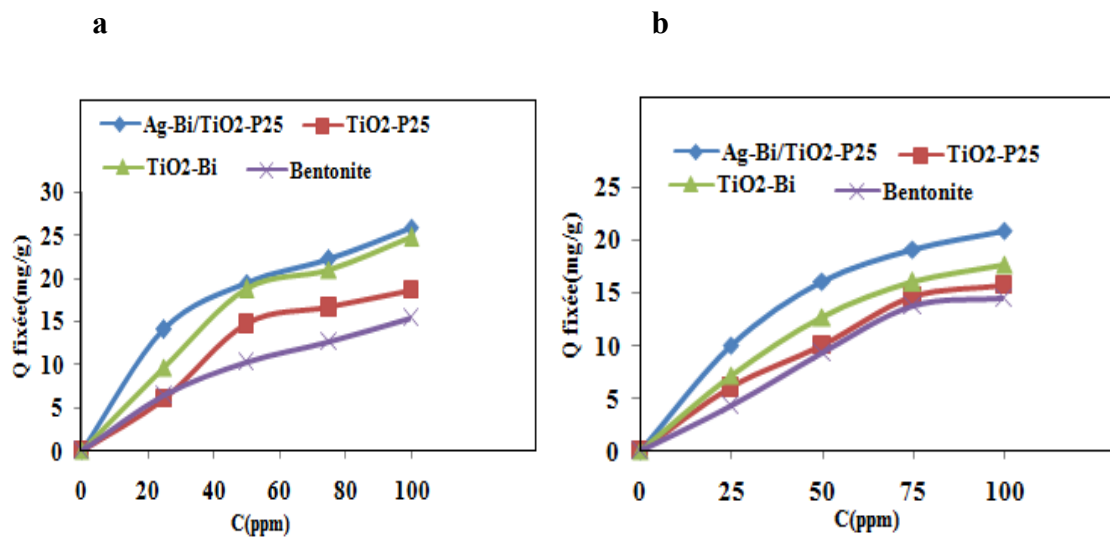 a
b
Ag-Bi/TiO2-P25 TiO2-P25
TiO2-Bi Bentonite
30
25
20
15
10
5
0
Q fixée(mg/g)
0 20 40 60 80 100
C(ppm)
Ag-Bi/TiO2-P25 TiO2-P25
TiO2-Bi Bentonite
25
20
15
10
5
0
Q fixée(mg/g)
0 25 50 75 100
C(ppm)